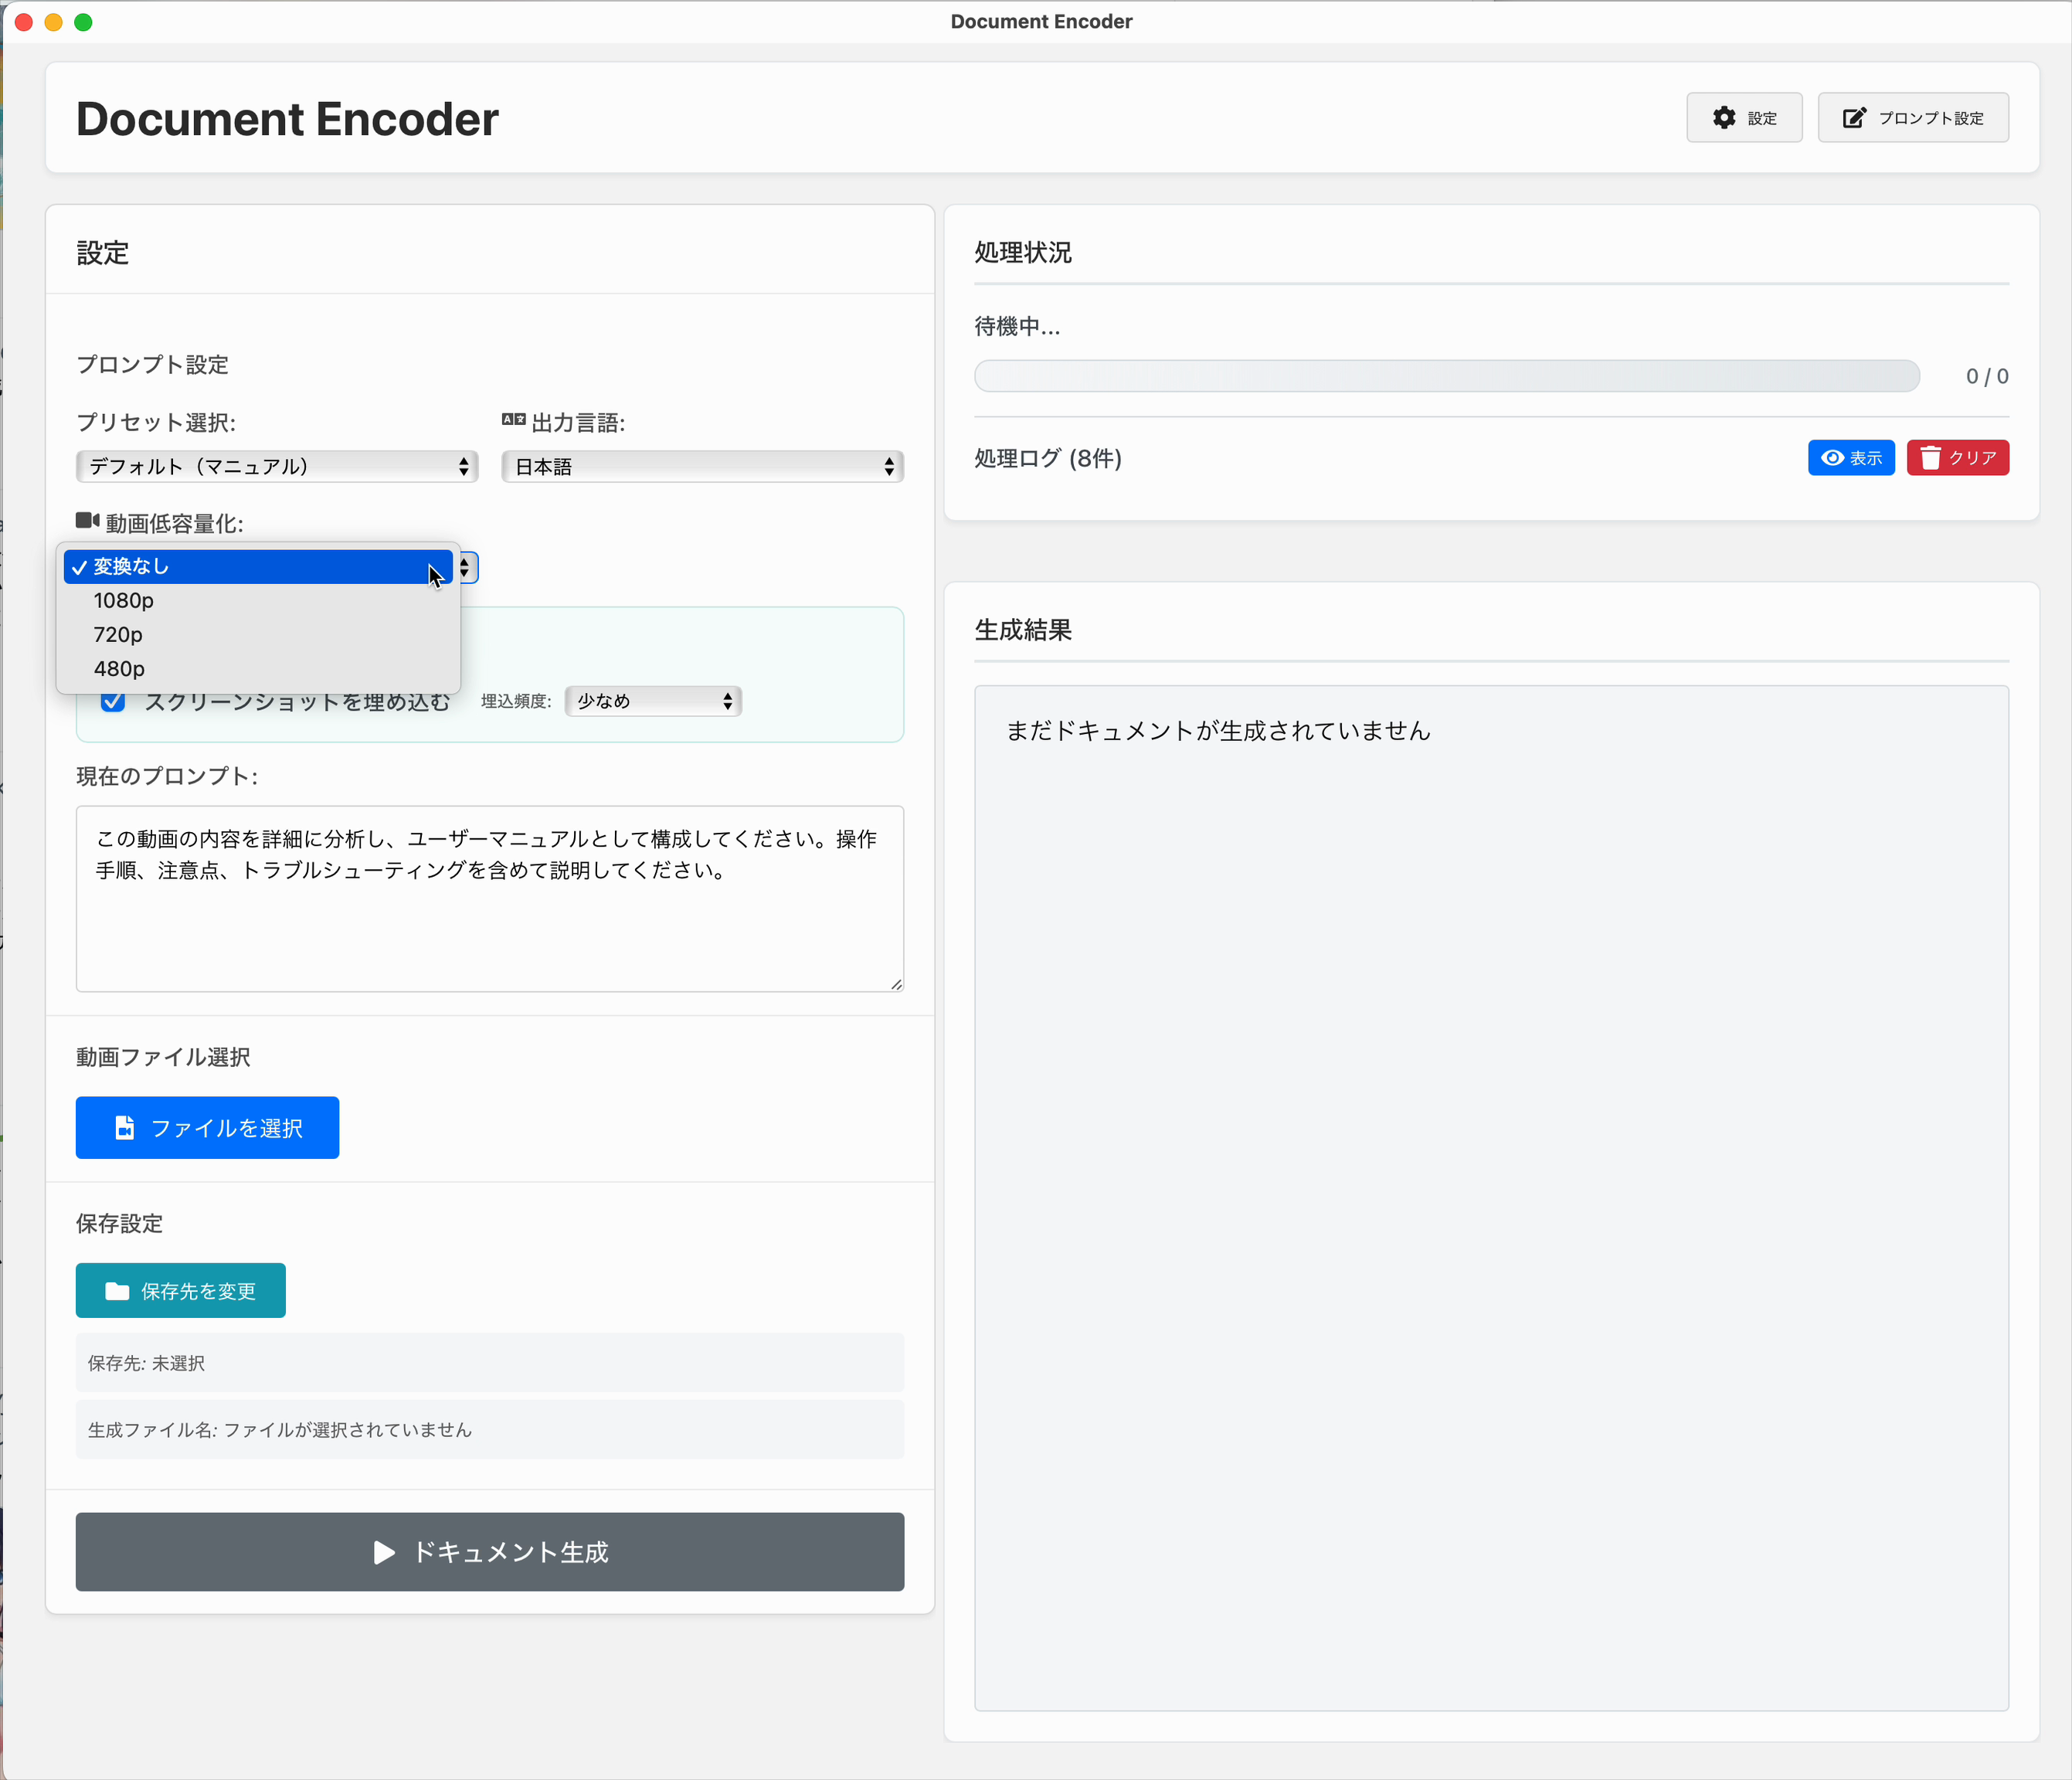 Document Encoder
Document Encoder
設定
プロンプト設定
設定
プロンプト設定
プリセット選択:
出力言語:
デフォルト（マニュアル）
日本語
動画低容量化:
変換なし
1080p
720p
480p
スクリーンショットを埋め込む
埋込頻度:
少なめ
現在のプロンプト:
この動画の内容を詳細に分析し、ユーザーマニュアルとして構成してください。操作
手順、注意点、トラブルシューティングを含めて説明してください。
動画ファイル選択
ファイルを選択
保存設定
保存先を変更
保存先: 未選択
生成ファイル名: ファイルが選択されていません
ドキュメント生成
処理状況
待機中...
0 / 0
処理ログ (8件)
表示
クリア
生成結果
まだドキュメントが生成されていません